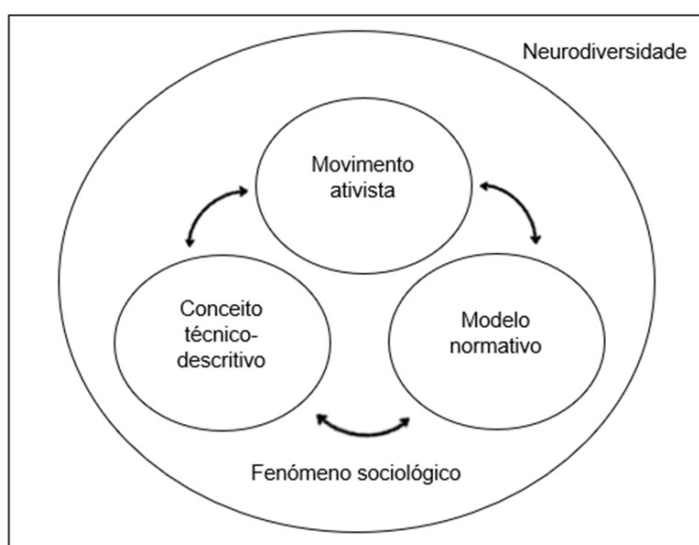 Neurodiversidade
Movimento
ativista
Conceito
técnico-
descritivo
Modelo
normativo
Fenómeno sociológico